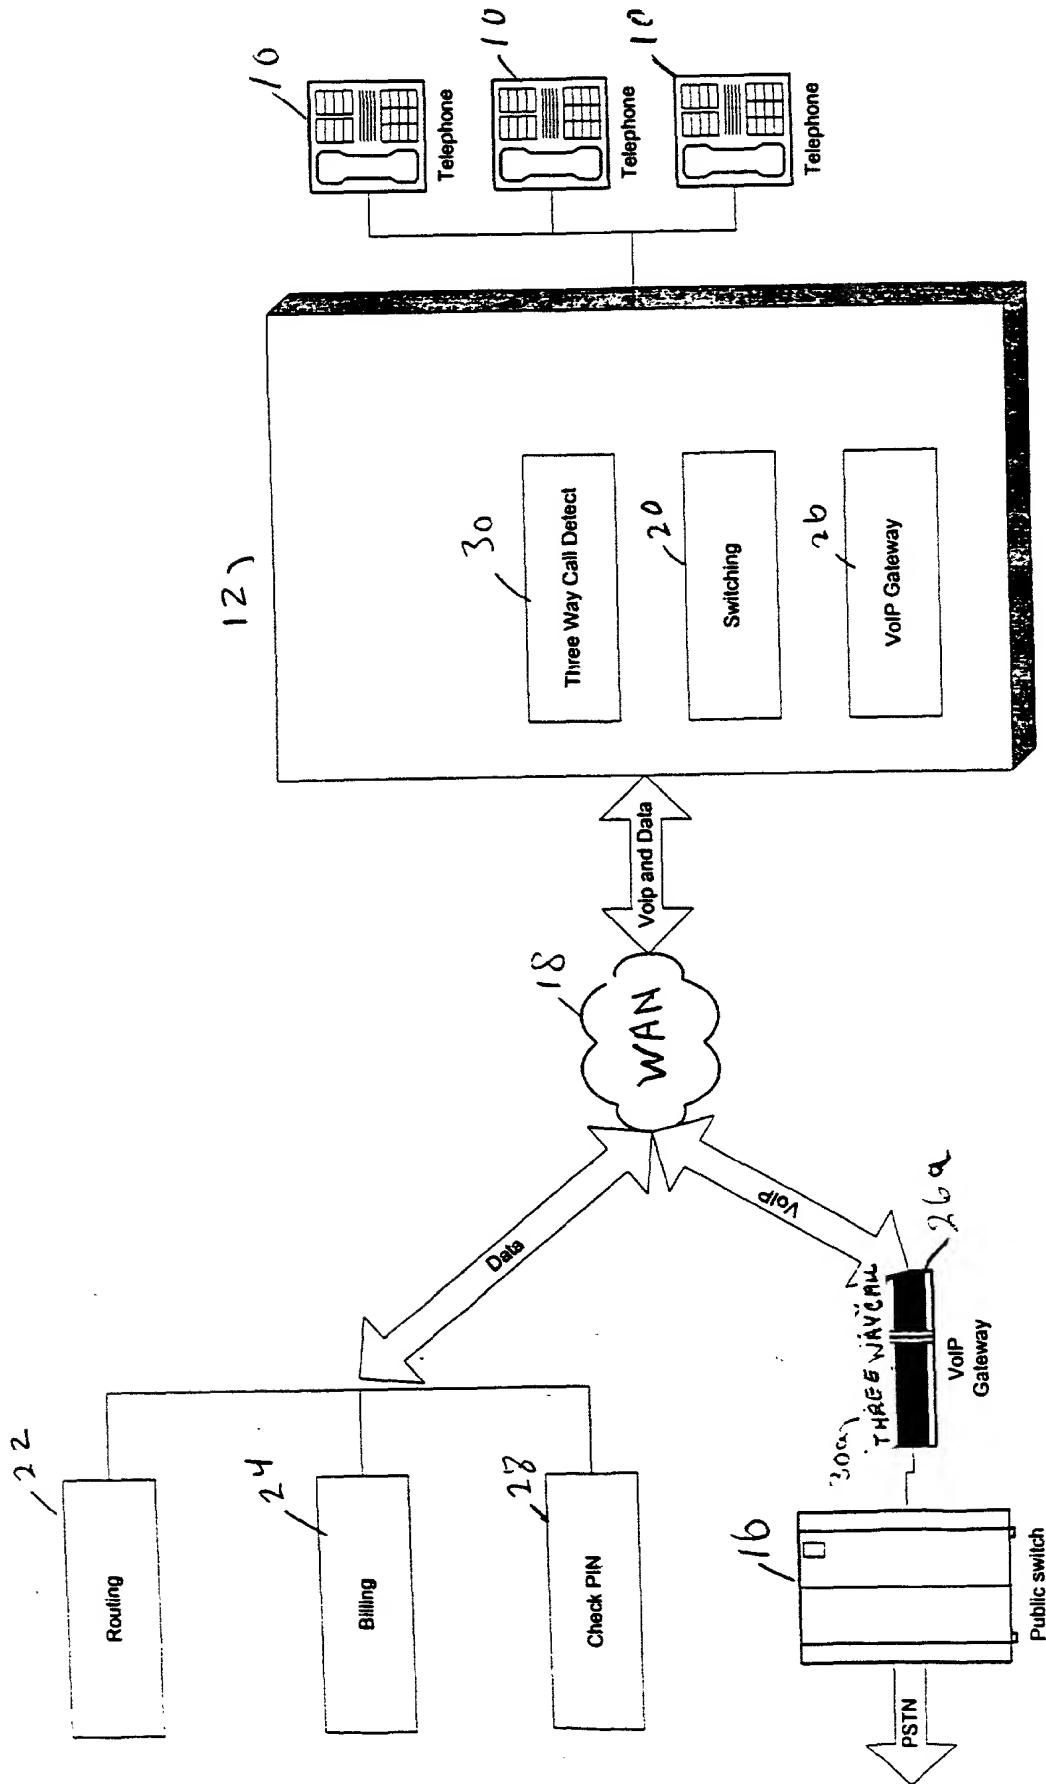 10
Telephone
10
Telephone
10
Telephone
12
30
Three Way Call Detect
20
Switching
26
VoIP Gateway
VoIp and Data
18
WAN
Data
VoIP
22
Routing
24
Billing
28
Check PIN
30a
THREE WAY CALL
26a
VoIP
Gateway
16
Public switch
PSTN